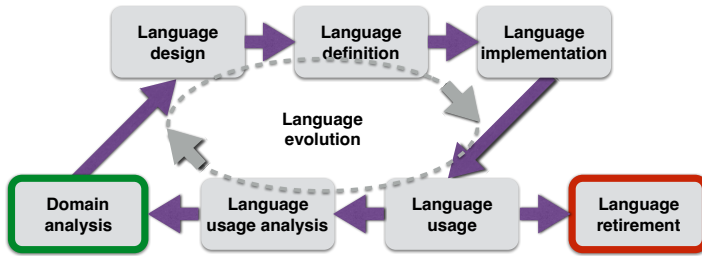 Language
design
Language
definition
Language
implementation
Language
evolution
Domain
analysis
Language
usage analysis
Language
usage
Language
retirement